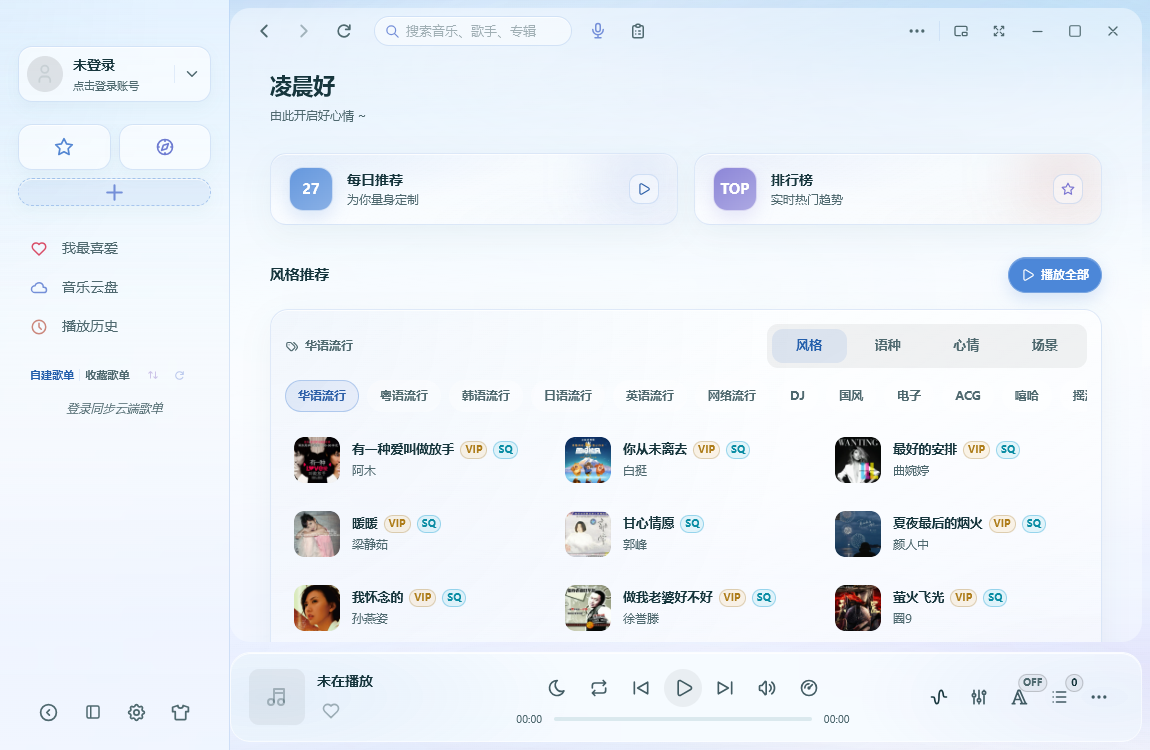 未登录
点击登录账号
我最喜爱
音乐云盘
播放历史
自建歌单 收藏歌单
登录同步云端歌单
搜索音乐、歌手、专辑
凌晨好
由此开启好心情 ~
27
每日推荐
为你量身定制
TOP
排行榜
实时热门趋势
风格推荐
播放全部
华语流行
风格 语种 心情 场景
华语流行 粤语流行 韩语流行 日语流行 英语流行 网络流行 DJ 国风 电子 ACG 嘻哈
有一种爱叫做放手 VIP SQ
阿木
你从未离去 VIP SQ
白挺
WANTING
最好的安排 VIP SQ
曲婉婷
暖暖 VIP SQ
梁静茹
甘心情愿 SQ
郭峰
夏夜最后的烟火 VIP SQ
颜人中
我怀念的 VIP SQ
孙燕姿
做我老婆好不好 VIP SQ
徐誉滕
萤火飞光 VIP SQ
圈9
未在播放
00:00
00:00
OFF
0